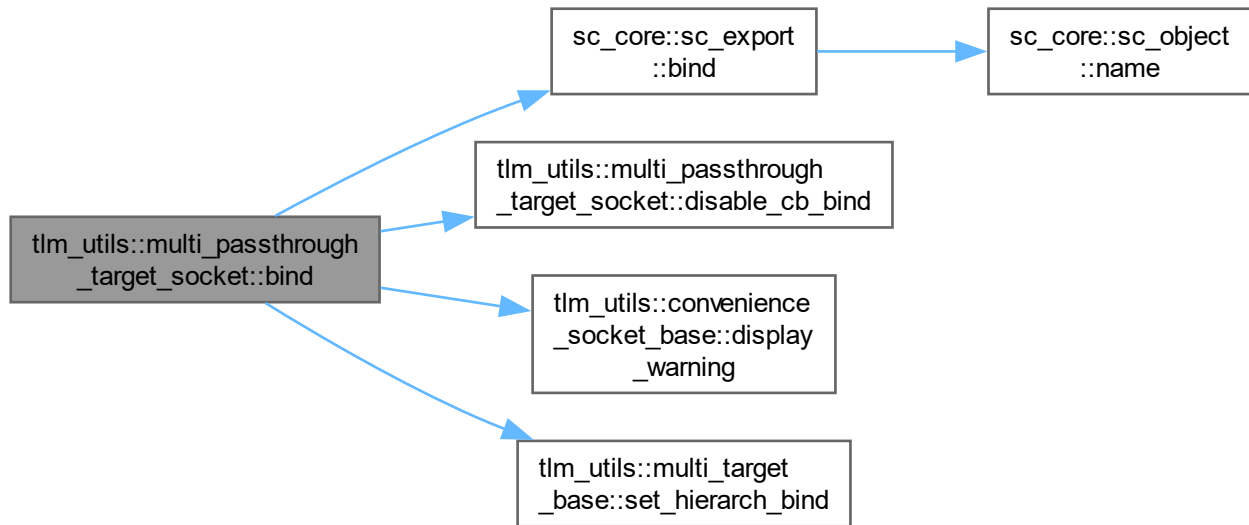 sc_core::sc_export
::bind
sc_core::sc_object
::name
tlm_utils::multi_passthrough
_target_socket::disable_cb_bind
tlm_utils::multi_passthrough
_target_socket::bind
tlm_utils::convenience
_socket_base::display
_warning
tlm_utils::multi_target
_base::set_hierarch_bind